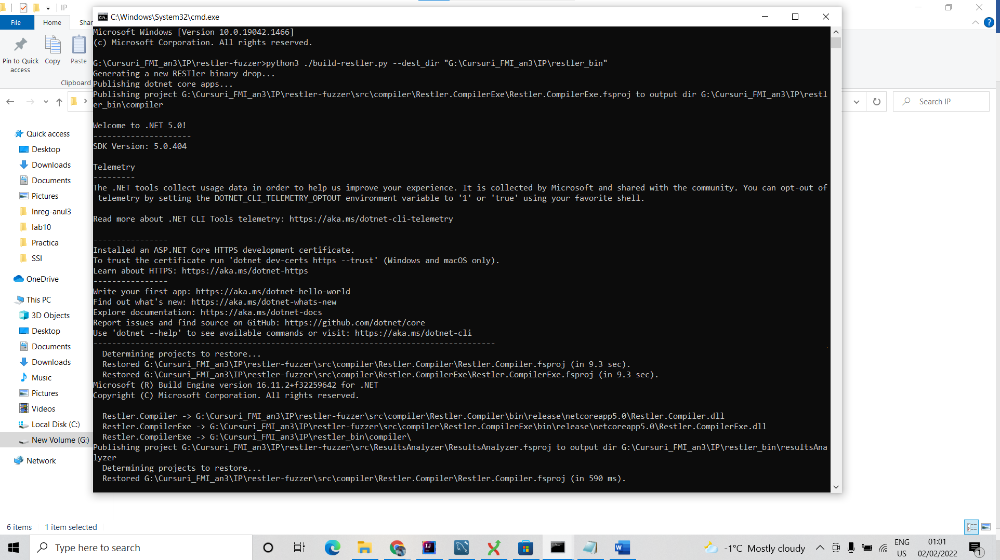 IP
C:\Windows\System32\cmd.exe
File
Home
Shar
Pin to Quick
access
Copy
Paste
Clipboard
Search IP
Quick access
Desktop
Downloads
Documents
Pictures
Inreg-anul3
lab10
Practica
SSI
OneDrive
This PC
3D Objects
Desktop
Documents
Downloads
Music
Pictures
Videos
Local Disk (C:)
New Volume (G:)
Network
Microsoft Windows [Version 10.0.19042.1466]
(c) Microsoft Corporation. All rights reserved.
G:\Cursuri_FMI_an3\IP\restler-fuzzer>python3 ./build-restler.py --dest_dir "G:\Cursuri_FMI_an3\IP\restler_bin"
Generating a new RESTler binary drop...
Publishing dotnet core apps...
Publishing project G:\Cursuri_FMI_an3\IP\restler-fuzzer\src\compiler\Restler.CompilerExe\Restler.CompilerExe.fsproj to output dir G:\Cursuri_FMI_an3\IP\restl
er_bin\compiler
Welcome to .NET 5.0!
---------------------
SDK Version: 5.0.404
Telemetry
---------
The .NET tools collect usage data in order to help us improve your experience. It is collected by Microsoft and shared with the community. You can opt-out of
telemetry by setting the DOTNET_CLI_TELEMETRY_OPTOUT environment variable to '1' or 'true' using your favorite shell.
Read more about .NET CLI Tools telemetry: https://aka.ms/dotnet-cli-telemetry
----------------
Installed an ASP.NET Core HTTPS development certificate.
To trust the certificate run 'dotnet dev-certs https --trust' (Windows and macOS only).
Learn about HTTPS: https://aka.ms/dotnet-https
----------------
Write your first app: https://aka.ms/dotnet-hello-world
Find out what's new: https://aka.ms/dotnet-whats-new
Explore documentation: https://aka.ms/dotnet-docs
Report issues and find source on GitHub: https://github.com/dotnet/core
Use 'dotnet --help' to see available commands or visit: https://aka.ms/dotnet-cli
--------------------------------------------------------------------------------------
Determining projects to restore...
Restored G:\Cursuri_FMI_an3\IP\restler-fuzzer\src\compiler\Restler.Compiler\Restler.Compiler.fsproj (in 9.3 sec).
Restored G:\Cursuri_FMI_an3\IP\restler-fuzzer\src\compiler\Restler.CompilerExe\Restler.CompilerExe.fsproj (in 9.3 sec).
Microsoft (R) Build Engine version 16.11.2+f32259642 for .NET
Copyright (C) Microsoft Corporation. All rights reserved.
Restler.Compiler -> G:\Cursuri_FMI_an3\IP\restler-fuzzer\src\compiler\Restler.Compiler\bin\release\netcoreapp5.0\Restler.Compiler.dll
Restler.CompilerExe -> G:\Cursuri_FMI_an3\IP\restler-fuzzer\src\compiler\Restler.CompilerExe\bin\release\netcoreapp5.0\Restler.CompilerExe.dll
Restler.CompilerExe -> G:\Cursuri_FMI_an3\IP\restler_bin\compiler\
Publishing project G:\Cursuri_FMI_an3\IP\restler-fuzzer\src\ResultsAnalyzer\ResultsAnalyzer.fsproj to output dir G:\Cursuri_FMI_an3\IP\restler_bin\resultsAna
lyzer
Determining projects to restore...
Restored G:\Cursuri_FMI_an3\IP\restler-fuzzer\src\compiler\Restler.Compiler\Restler.Compiler.fsproj (in 590 ms).
6 items 1 item selected
Type here to search
-1°C Mostly cloudy
ENG
US
01:01
02/02/2022
1